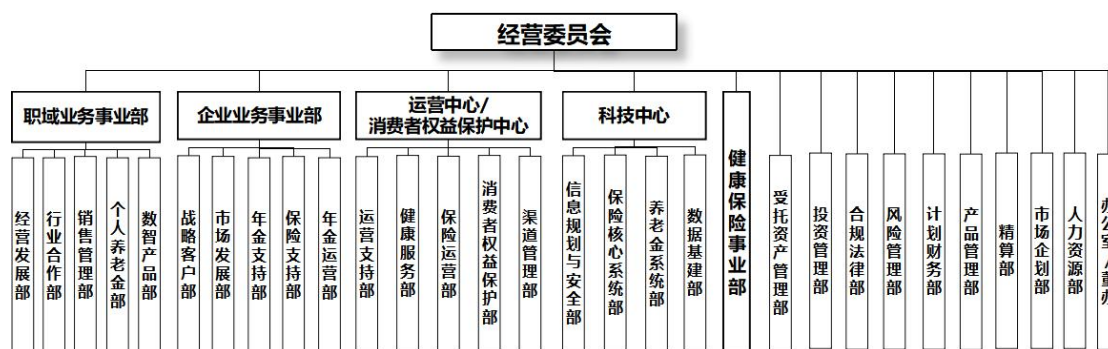 经营委员会
职域业务事业部
企业业务事业部
运营中心/
消费者权益保护中心
科技中心
经营发展部
行业合作部
销售管理部
个人养老金部
数智产品部
战略客户部
市场发展部
年金支持部
保险支持部
年金运营部
运营支持部
健康服务部
保险运营部
消费者权益保护部
渠道管理部
信息规划与安全部
保险核心系统部
养老金系统部
数据基建部
健康保险事业部
受托资产管理部
投资管理部
合规法律部
风险管理部
计划财务部
产品管理部
精算部
市场企划部
人力资源部
办公室/董办